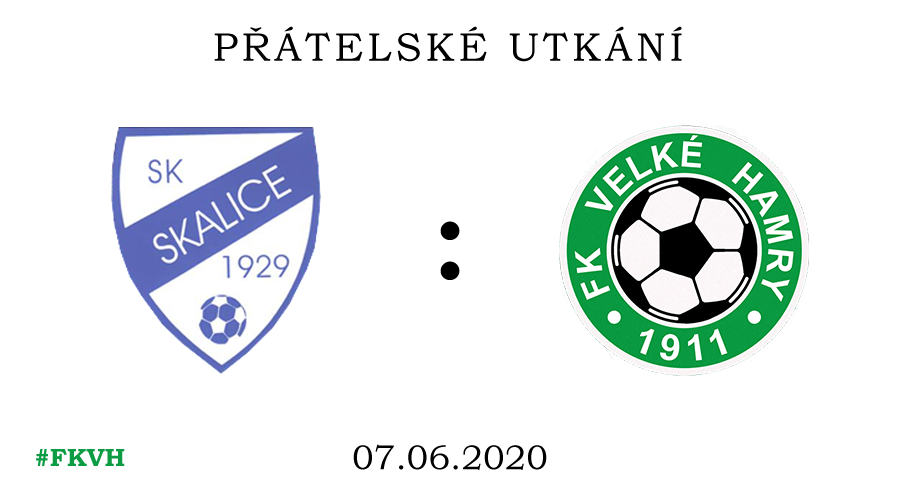 PŘÁTELSKÉ UTKÁNÍ
SK
SKALICE
1929
:
FK VELKÉ HAMRY
• 1911 •
#FKVH
07.06.2020